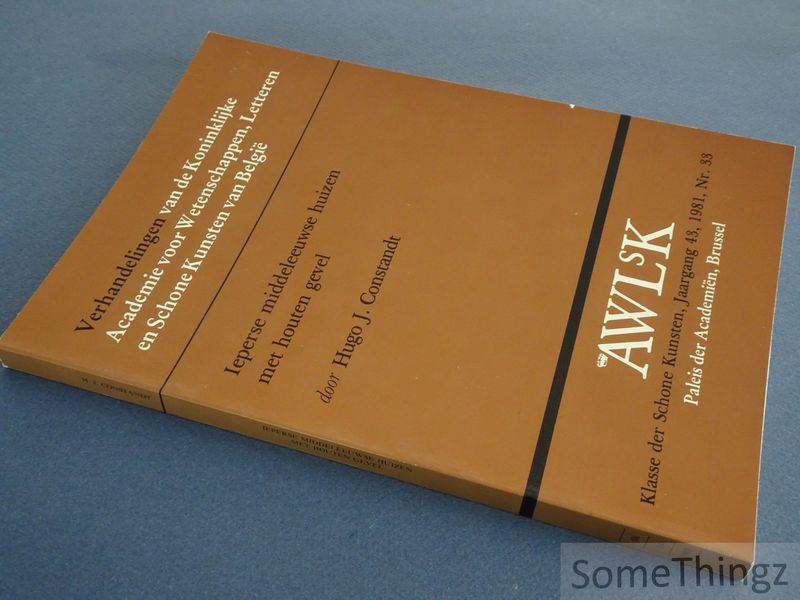 Verhandelingen van de Koninklijke
Academie voor Wetenschappen, Letteren
en Schone Kunsten van België
Ieperse middeleeuwse huizen
met houten gevel
door Hugo J. Constandt
AWLSK
Klasse der Schone Kunsten, Jaargang 43, 1981, Nr. 33
Paleis der Academiën, Brussel
H. J. CONSTANDT
IEPERSE MIDDELEEUWSE HUIZEN
MET HOUTEN GEVEL
SomeThingz